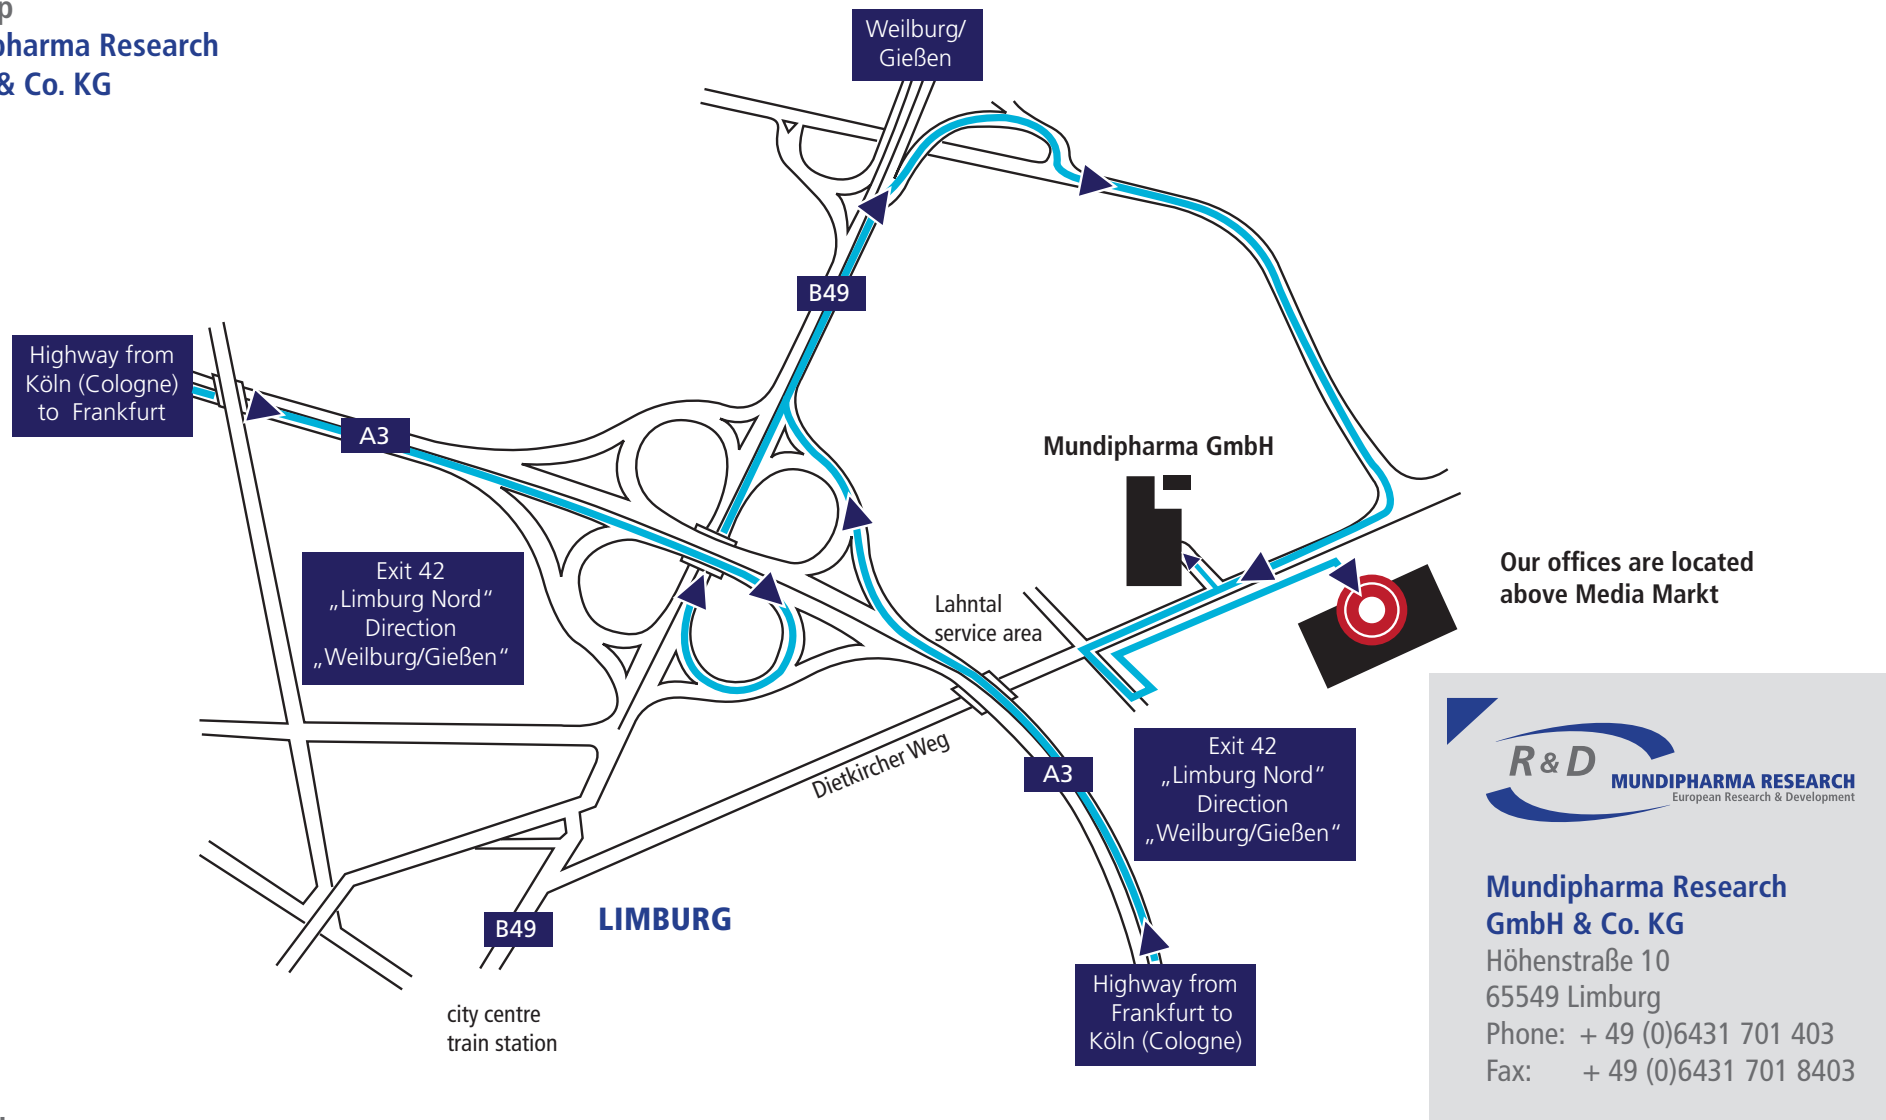 pharma Research
& Co. KG
Weilburg/
Gießen
B49
Highway from
Köln (Cologne)
to Frankfurt
A3
Mundipharma GmbH
Exit 42
„Limburg Nord“
Direction
„Weilburg/Gießen“
Our offices are located
above Media Markt
Lahntal
service area
Dietkircher Weg
A3
Exit 42
„Limburg Nord“
Direction
„Weilburg/Gießen“
B49
LIMBURG
city centre
train station
Highway from
Frankfurt to
Köln (Cologne)
R & D
MUNDIPHARMA RESEARCH
European Research & Development
Mundipharma Research
GmbH & Co. KG
Höhenstraße 10
65549 Limburg
Phone: + 49 (0)6431 701 403
Fax: + 49 (0)6431 701 8403